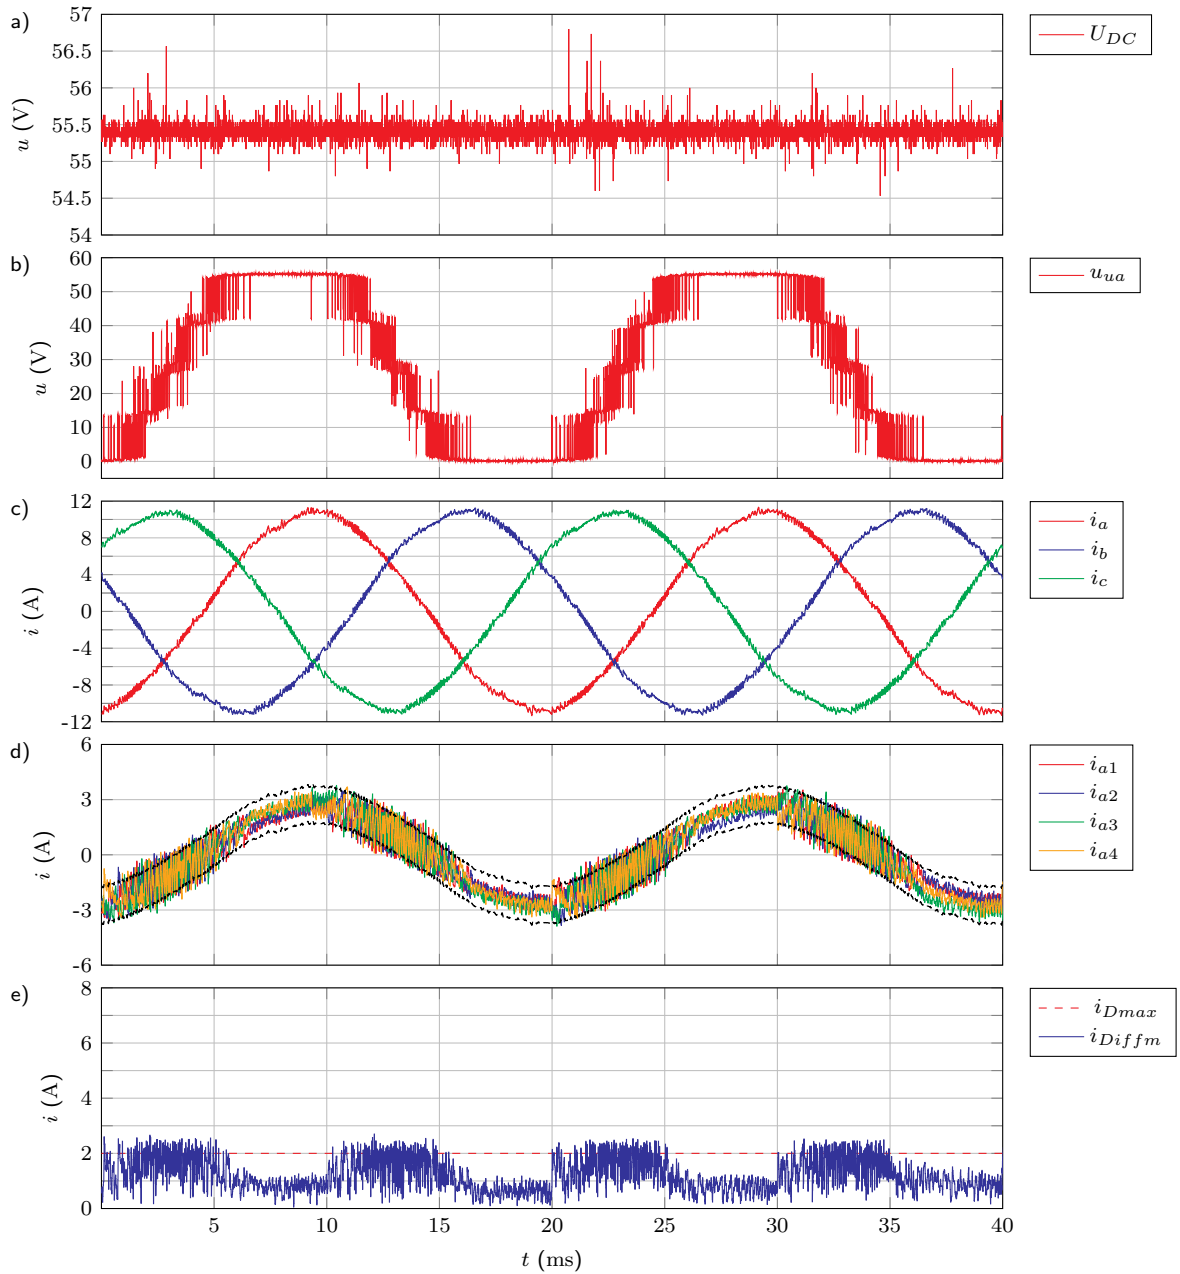 a)
57
56.5
56
55.5
55
54.5
54
u (V)
U_DC
b)
60
50
40
30
20
10
0
u (V)
u_ua
c)
12
8
4
0
-4
-8
-12
i (A)
i_a
i_b
i_c
d)
6
3
0
-3
-6
i (A)
i_a1
i_a2
i_a3
i_a4
e)
8
6
4
2
0
i (A)
i_Dmax
i_Diffm
5 10 15 20 25 30 35 40
t (ms)